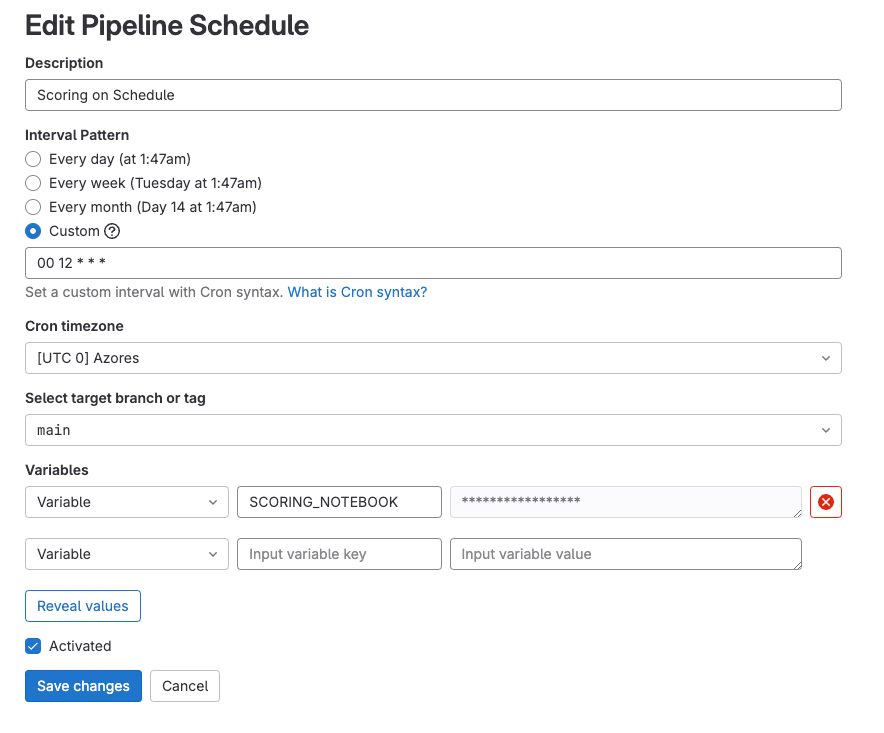 Edit Pipeline Schedule
Description
Scoring on Schedule
Interval Pattern
Every day (at 1:47am)
Every week (Tuesday at 1:47am)
Every month (Day 14 at 1:47am)
Custom ?
00 12 * * *
Set a custom interval with Cron syntax. What is Cron syntax?
Cron timezone
[UTC 0] Azores
Select target branch or tag
main
Variables
Variable SCORING_NOTEBOOK *****************
Variable Input variable key Input variable value
Reveal values
Activated
Save changes Cancel